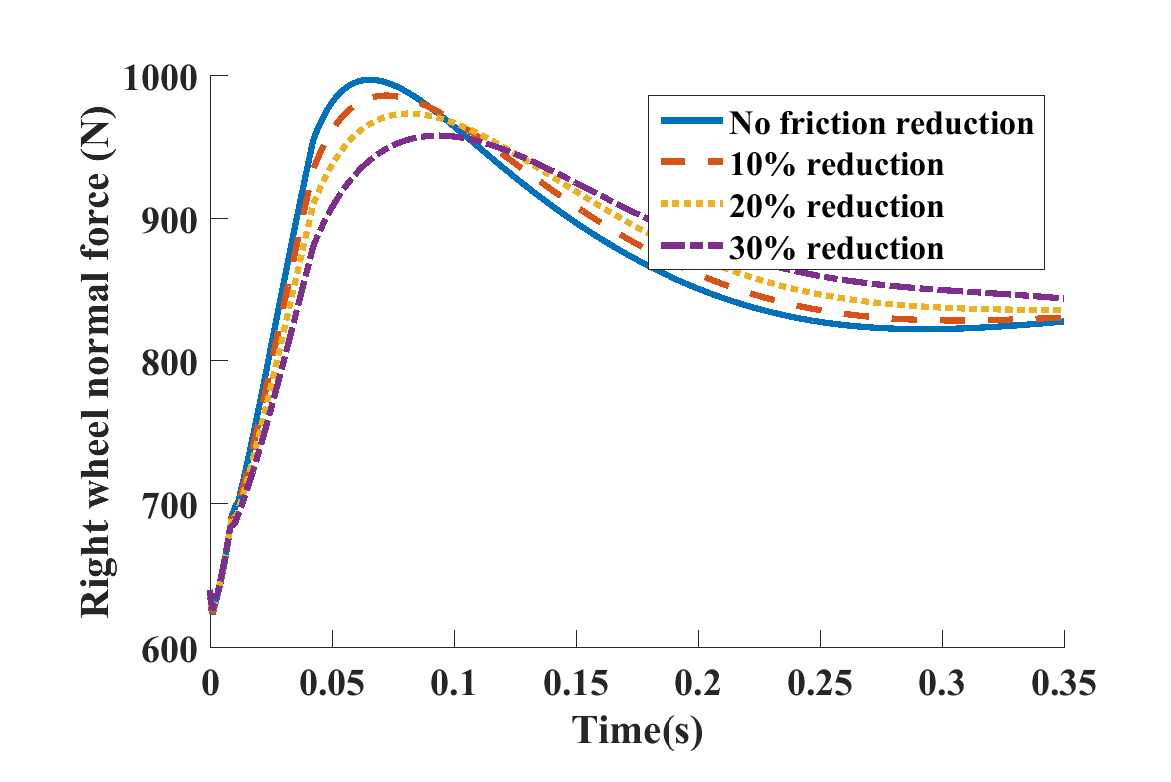 Right wheel normal force (N)
1000
900
800
700
600
0 0.05 0.1 0.15 0.2 0.25 0.3 0.35
Time(s)
No friction reduction
10% reduction
20% reduction
30% reduction